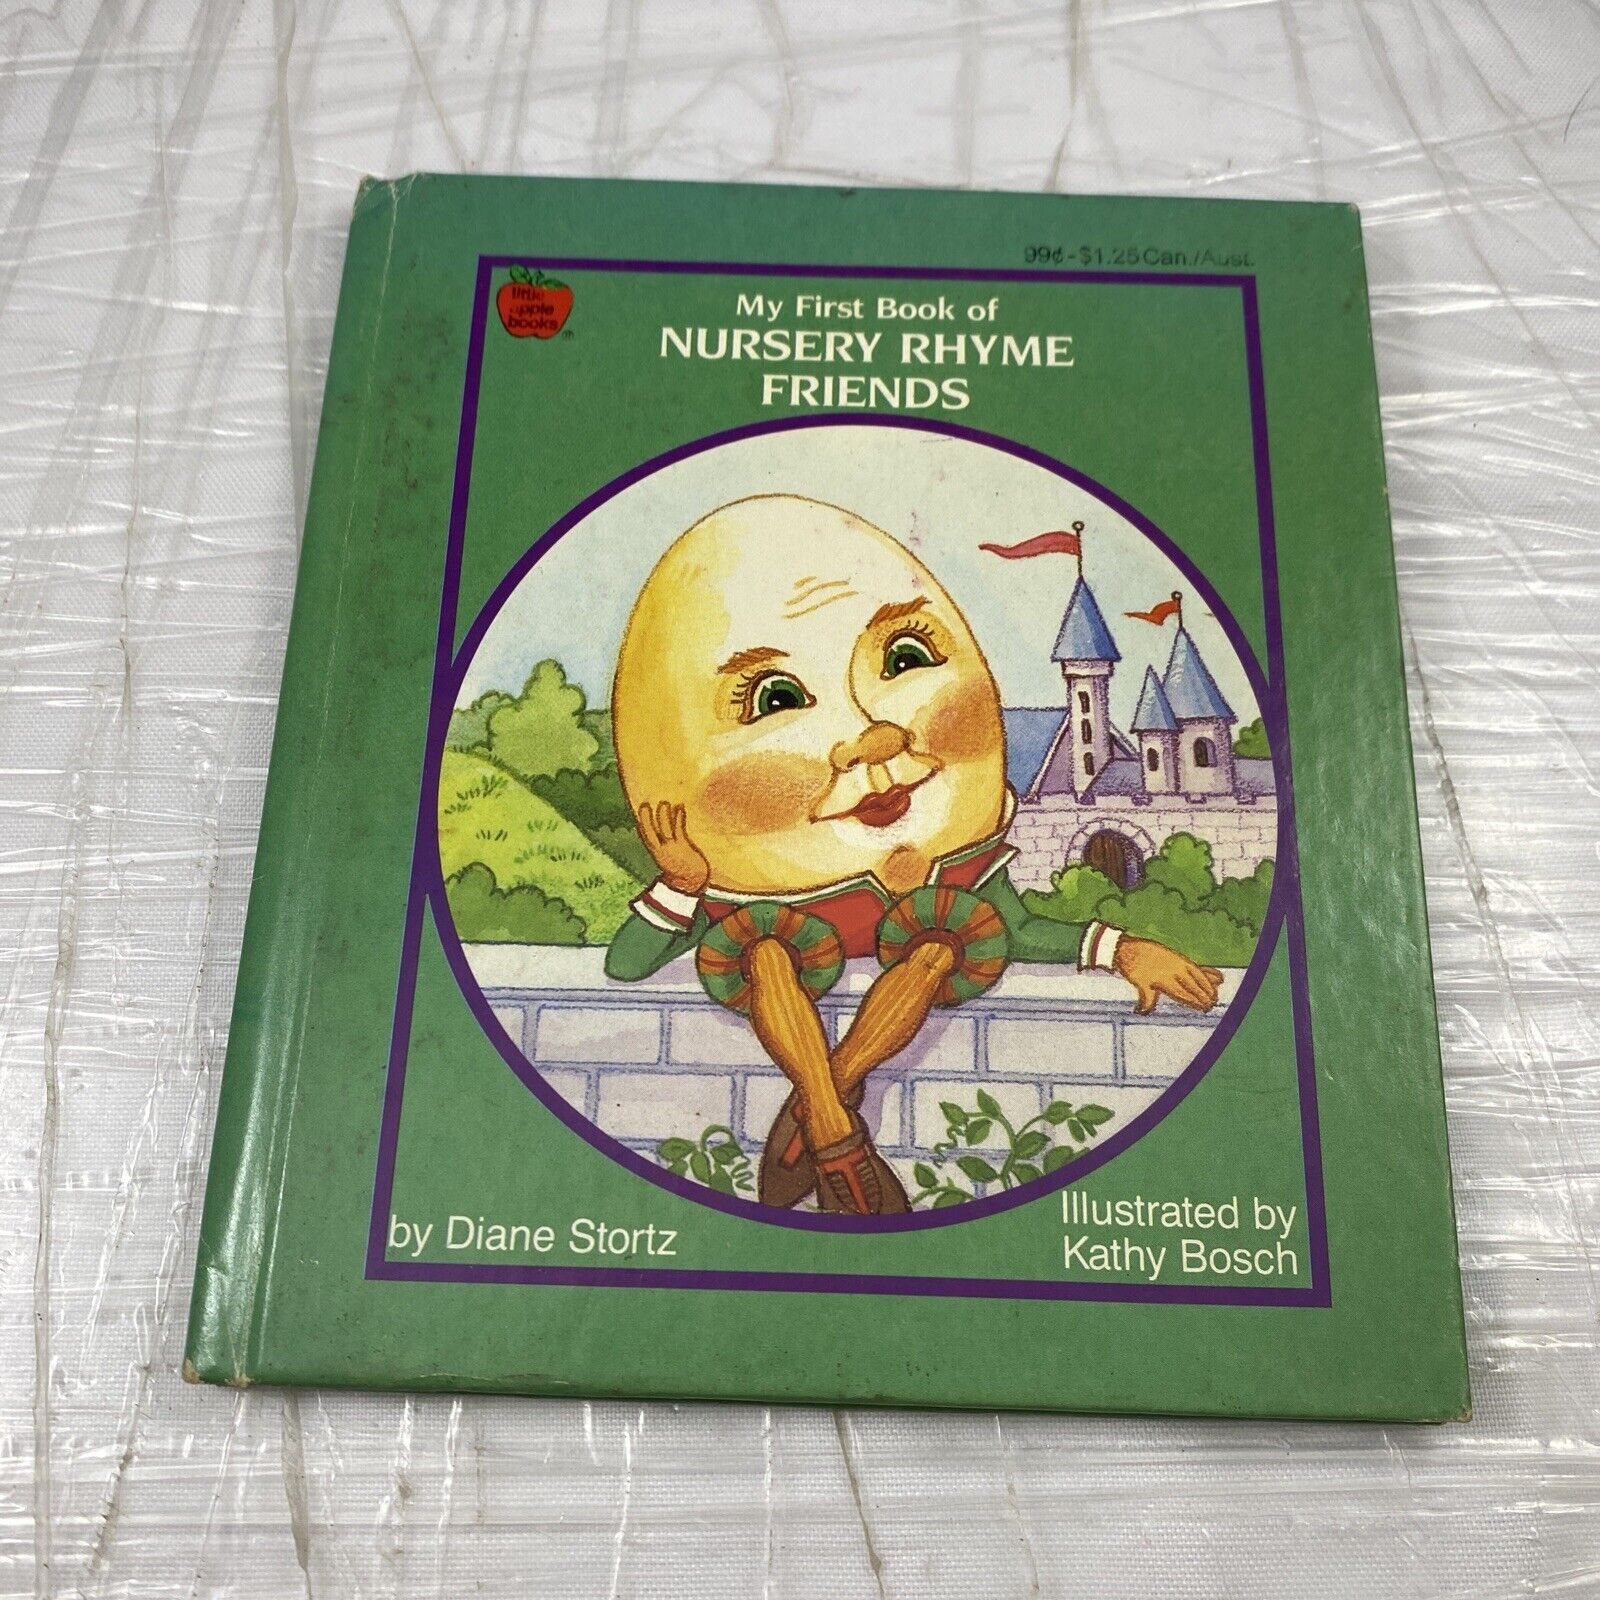 99¢-$1.25 Can./Aust.
little
apple
books
®
My First Book of
NURSERY RHYME
FRIENDS
by Diane Stortz
Illustrated by
Kathy Bosch